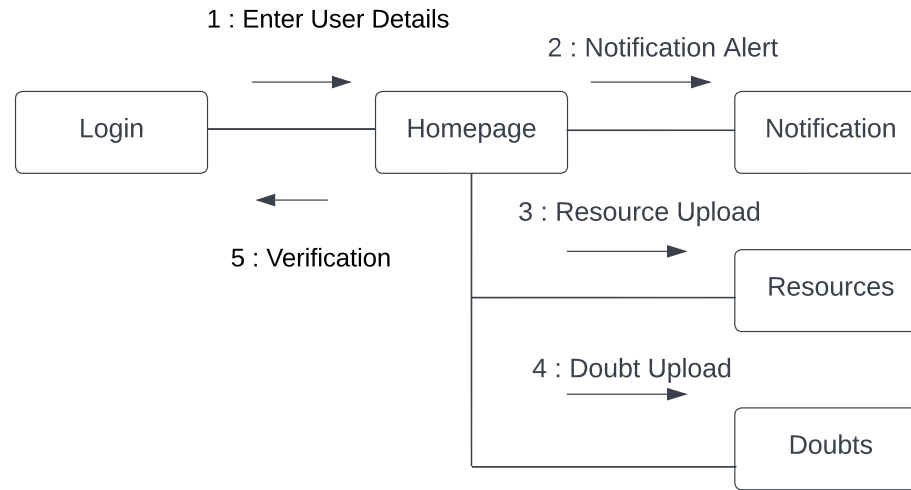 1 : Enter User Details
2 : Notification Alert
Login
Homepage
Notification
3 : Resource Upload
5 : Verification
Resources
4 : Doubt Upload
Doubts